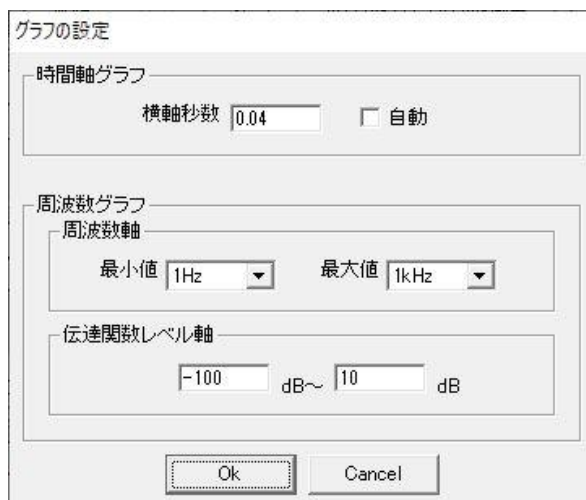 グラフの設定
時間軸グラフ
横軸秒数 0.04 自動
周波数グラフ
周波数軸
最小値 1Hz 最大値 1kHz
伝達関数レベル軸
-100 dB～ 10 dB
Ok Cancel